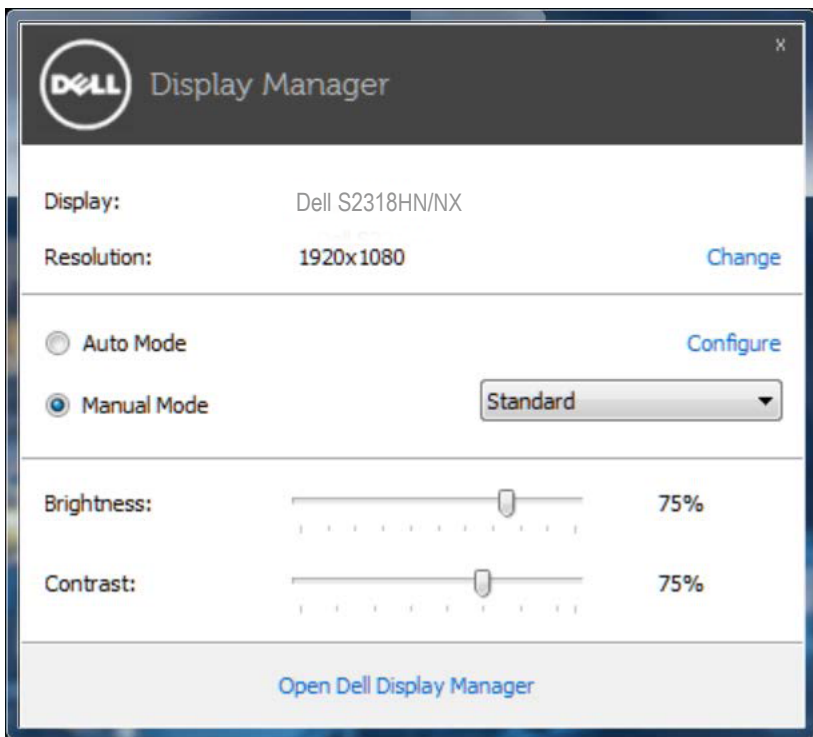 DELL Display Manager
x
Display: Dell S2318HN/NX
Resolution: 1920x1080 Change
Auto Mode Configure
Manual Mode Standard
Brightness: 75%
Contrast: 75%
Open Dell Display Manager